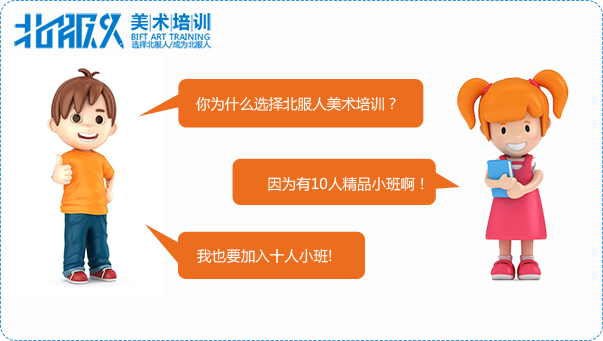 北服人
美术培训
BIFT ART TRAINING
选择北服人/成为北服人
你为什么选择北服人美术培训？
因为有10人精品小班啊！
我也要加入十人小班!